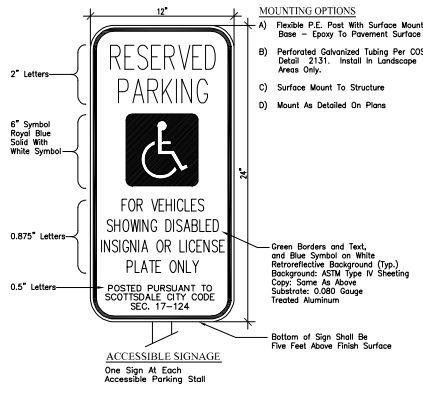 12"
MOUNTING OPTIONS
A) Flexible P.E. Post With Surface Mount
Base - Epoxy To Pavement Surface
B) Perforated Galvanized Tubing Per COS
Detail 2131. Install In Landscape
Areas Only.
C) Surface Mount To Structure
D) Mount As Detailed On Plans
2" Letters
6" Symbol
Royal Blue
Solid With
White Symbol
0.875" Letters
0.5" Letters
RESERVED
PARKING
FOR VEHICLES
SHOWING DISABLED
INSIGNIA OR LICENSE
PLATE ONLY
POSTED PURSUANT TO
SCOTTSDALE CITY CODE
SEC. 17-124
24"
Green Borders and Text,
and Blue Symbol on White
Retroreflective Background (Typ.)
Background: ASTM Type IV Sheeting
Copy: Same As Above
Substrate: 0.080 Gauge
Treated Aluminum
Bottom of Sign Shall Be
Five Feet Above Finish Surface
ACCESSIBLE SIGNAGE
One Sign At Each
Accessible Parking Stall